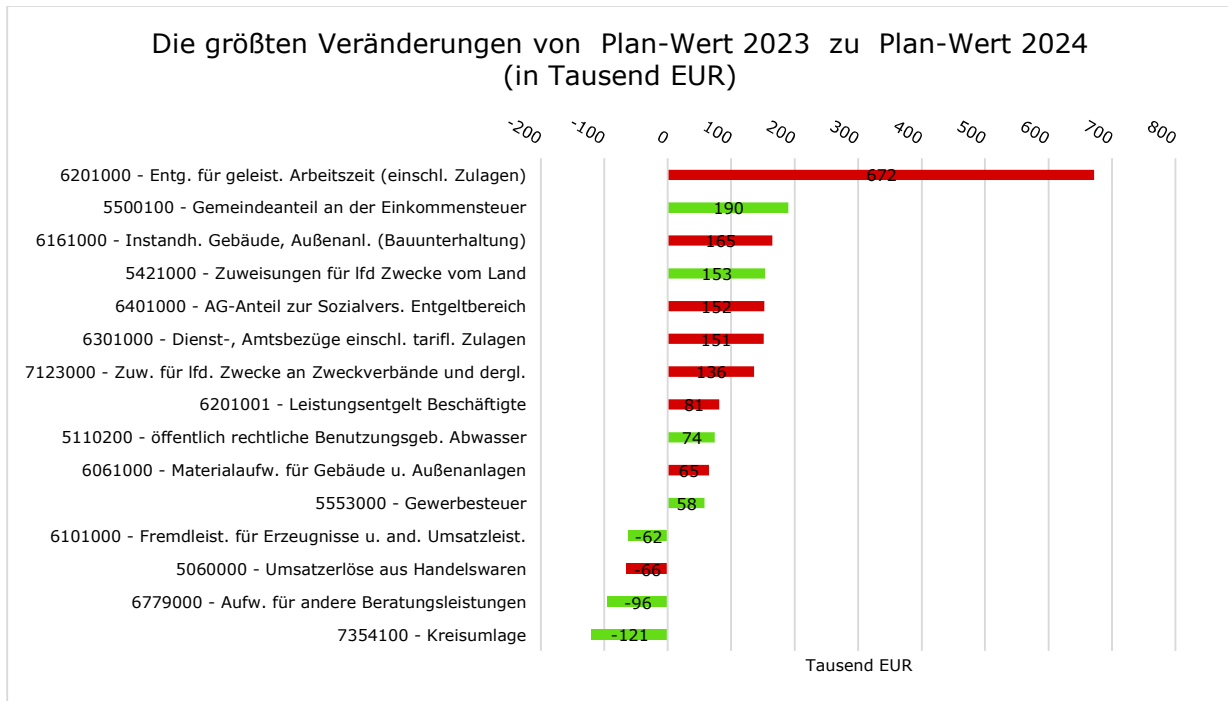 Die größten Veränderungen von  Plan-Wert 2023  zu  Plan-Wert 2024
(in Tausend EUR)
-200 -100 0 100 200 300 400 500 600 700 800
6201000 - Entg. für geleist. Arbeitszeit (einschl. Zulagen) 672
5500100 - Gemeindeanteil an der Einkommensteuer 190
6161000 - Instandh. Gebäude, Außenanl. (Bauunterhaltung) 165
5421000 - Zuweisungen für lfd Zwecke vom Land 153
6401000 - AG-Anteil zur Sozialvers. Entgeltbereich 152
6301000 - Dienst-, Amtsbezüge einschl. tarifl. Zulagen 151
7123000 - Zuw. für lfd. Zwecke an Zweckverbände und dergl. 136
6201001 - Leistungsentgelt Beschäftigte 81
5110200 - öffentlich rechtliche Benutzungsgeb. Abwasser 74
6061000 - Materialaufw. für Gebäude u. Außenanlagen 65
5553000 - Gewerbesteuer 58
6101000 - Fremdleist. für Erzeugnisse u. and. Umsatzleist. -62
5060000 - Umsatzerlöse aus Handelswaren -66
6779000 - Aufw. für andere Beratungsleistungen -96
7354100 - Kreisumlage -121
Tausend EUR